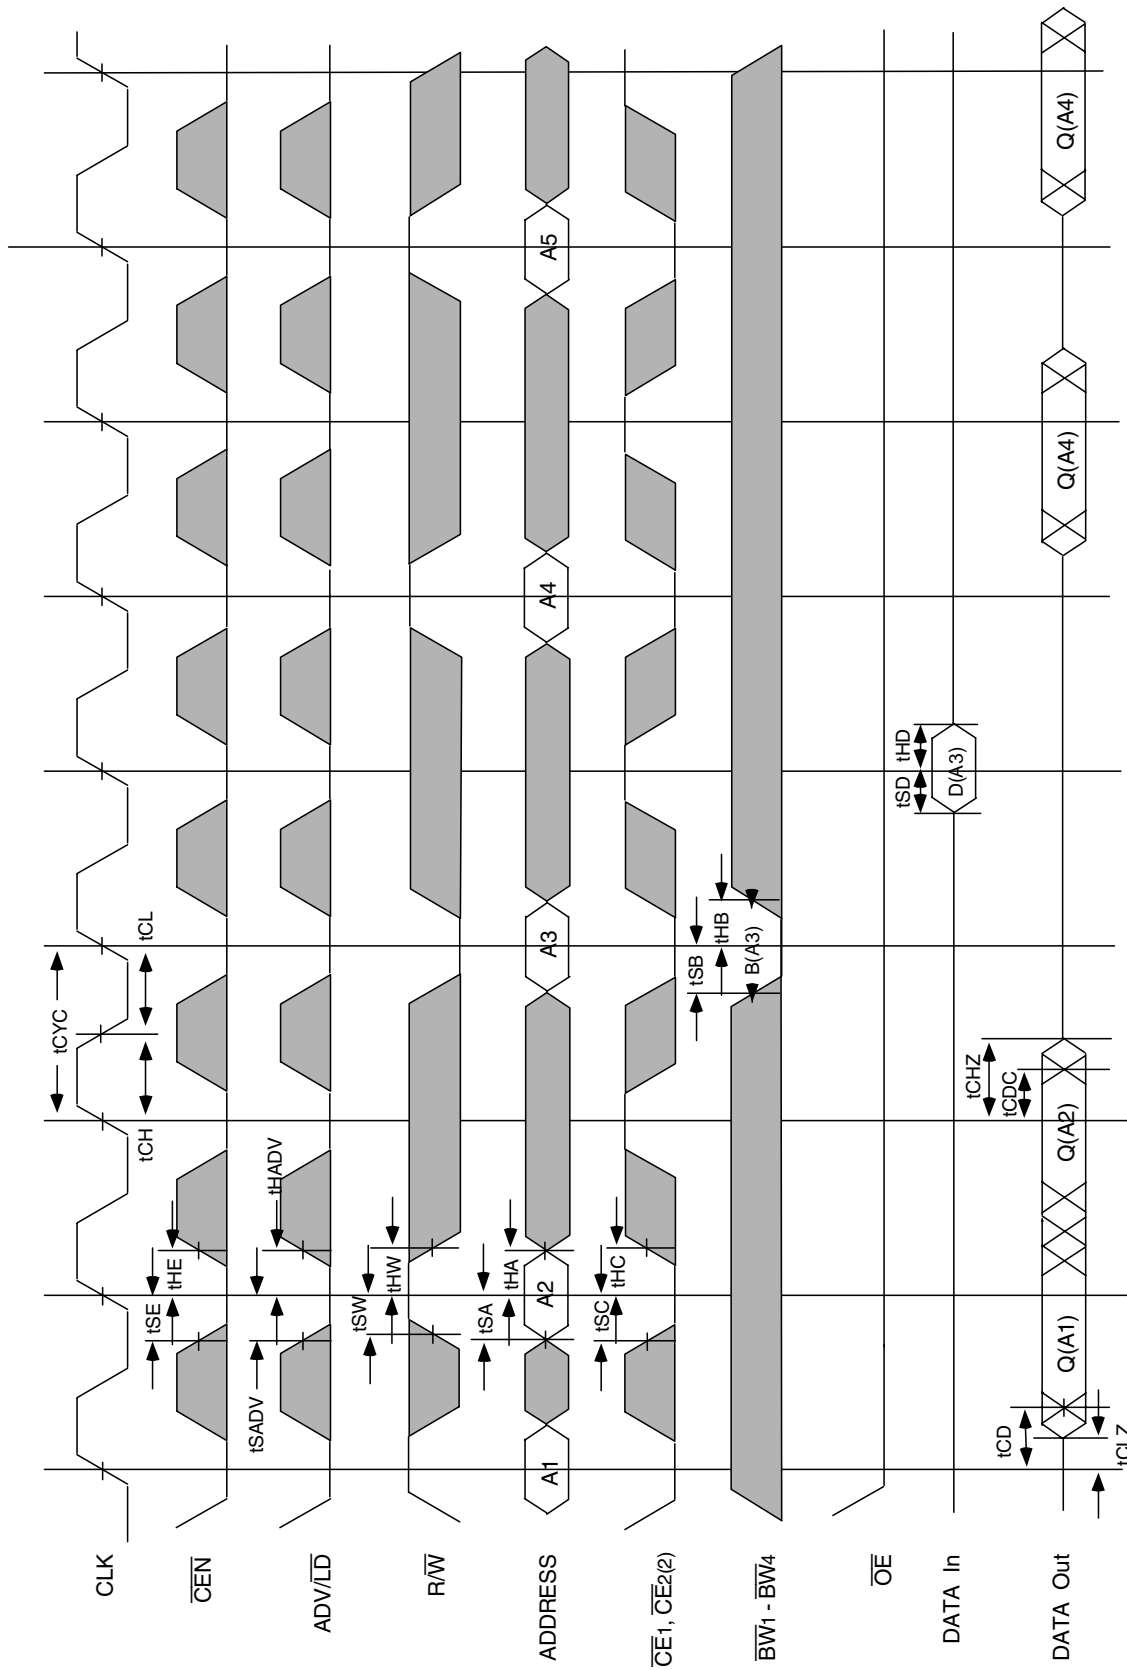 CLK
tCYC
tCH
tCL
CEN
tSE
tHE
ADV/LD
tSADV
tHADV
R/W
tSW
tHW
ADDRESS
A1
tSA
tHA
A2
A3
A4
A5
CE1, CE2(2)
tSC
tHC
BW1 - BW4
tSB
tHB
B(A3)
OE
DATA In
tSD
tHD
D(A3)
DATA Out
tCD
tCLZ
Q(A1)
Q(A2)
tCHZ
tCDC
Q(A4)
Q(A4)